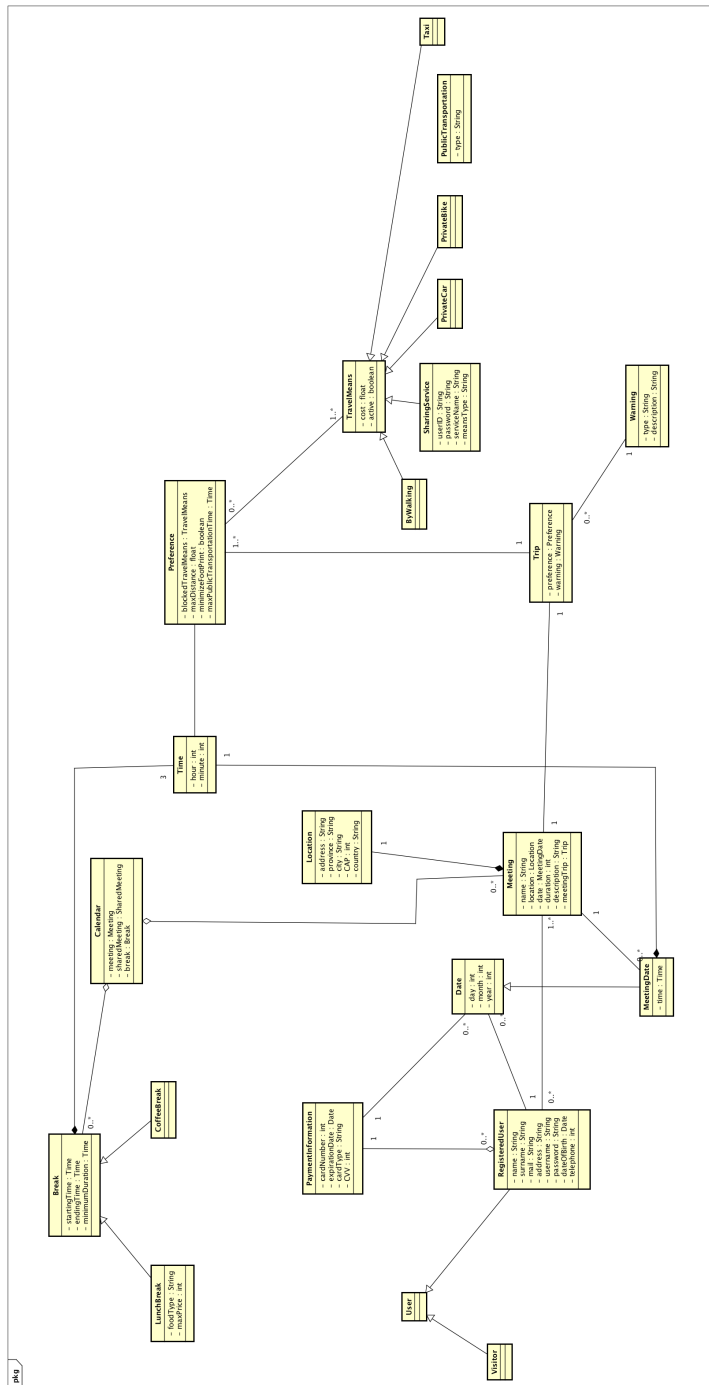 pkg
Break
– startingTime : Time
– endingTime : Time
– minimumDuration : Time
0..*
Calendar
– meeting : Meeting
– sharedMeeting : SharedMeeting
– break : Break
LunchBreak
– foodType : String
– maxPrice : int
CoffeeBreak
3
Time
– hour : int
– minute : int
1
Preference
– blockedTravelMeans : TravelMeans
– maxDistance : float
– minimizeFootPrint : boolean
– maxPublicTransportationTime : Time
1..*
0..*
1..*
TravelMeans
– cost : float
– active : boolean
PaymentInformation
– cardNumber : int
– expirationDate : Date
– cardType : String
– CVV : int
1
1
Location
– address : String
– province : String
– city : String
– CAP : int
– country : String
1
User
Visitor
ByWalking
SharingService
– userID : String
– password : String
– serviceName : String
– meansType : String
PrivateCar
PrivateBike
PublicTransportation
– type : String
Taxi
Date
– day : int
– month : int
– year : int
0..*
0..*
RegisteredUser
– name : String
– surname : String
– mail : String
– address : String
– username : String
– password : String
– dateOfBirth : Date
– telephone : int
0..*
1
0..*
Meeting
– name : String
– location : Location
– date : MeetingDate
– duration : int
– description : String
– meetingTrip : Trip
0..*
1..*
1
1
Trip
– preference : Preference
– warning : Warning
1
1
0..*
Warning
– type : String
– description : String
1
MeetingDate
– time : Time